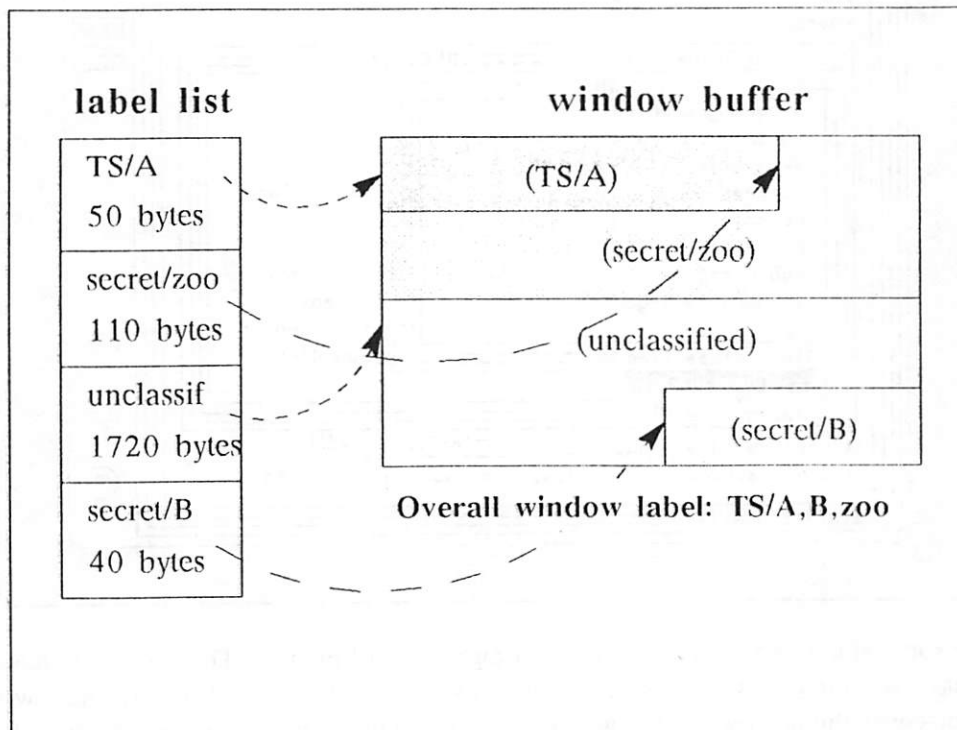 label list
TS/A
50 bytes
secret/zoo
110 bytes
unclassif
1720 bytes
secret/B
40 bytes
window buffer
(TS/A)
(secret/zoo)
(unclassified)
(secret/B)
Overall window label: TS/A,B,zoo